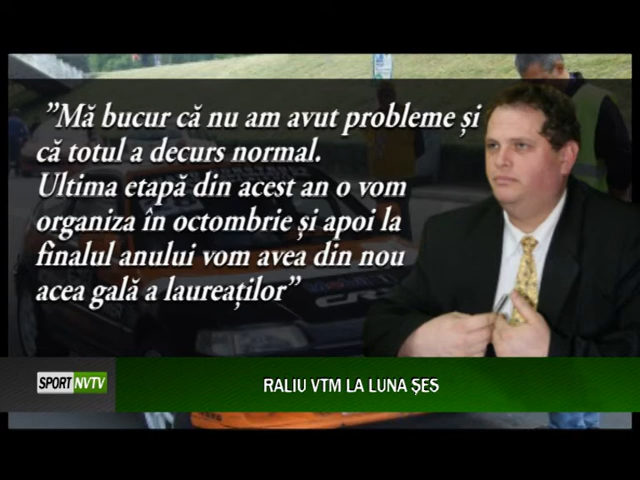 ”Mă bucur că nu am avut probleme și
că totul a decurs normal.
Ultima etapă din acest an o vom
organiza în octombrie și apoi la
finalul anului vom avea din nou
acea gală a laureaților”
SPORT NVTV
RALIU VTM LA LUNA ȘES